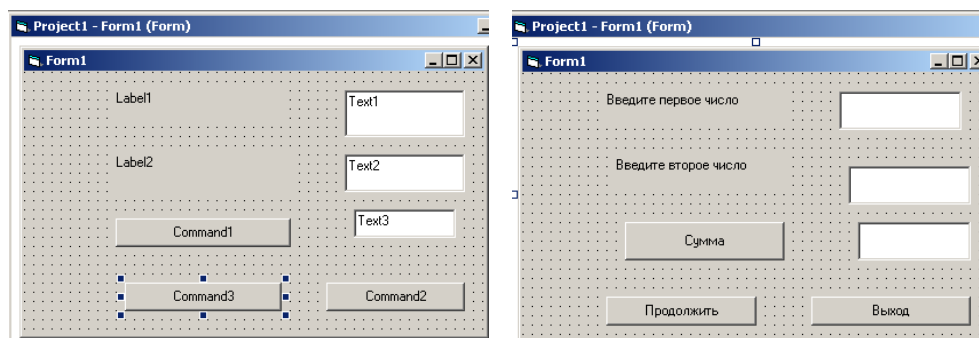 Project1 - Form1 (Form)
Form1
Label1
Text1
Label2
Text2
Text3
Command1
Command3
Command2
Project1 - Form1 (Form)
Form1
Введите первое число
Введите второе число
Сумма
Продолжить
Выход